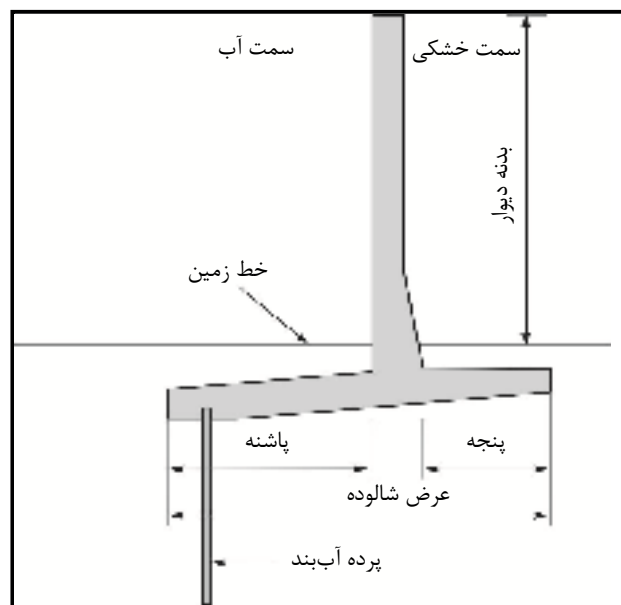 سمت خشکی
سمت آب
بدنه دیوار
خط زمین
پنجه
پاشنه
عرض شالوده
پرده آب‌بند